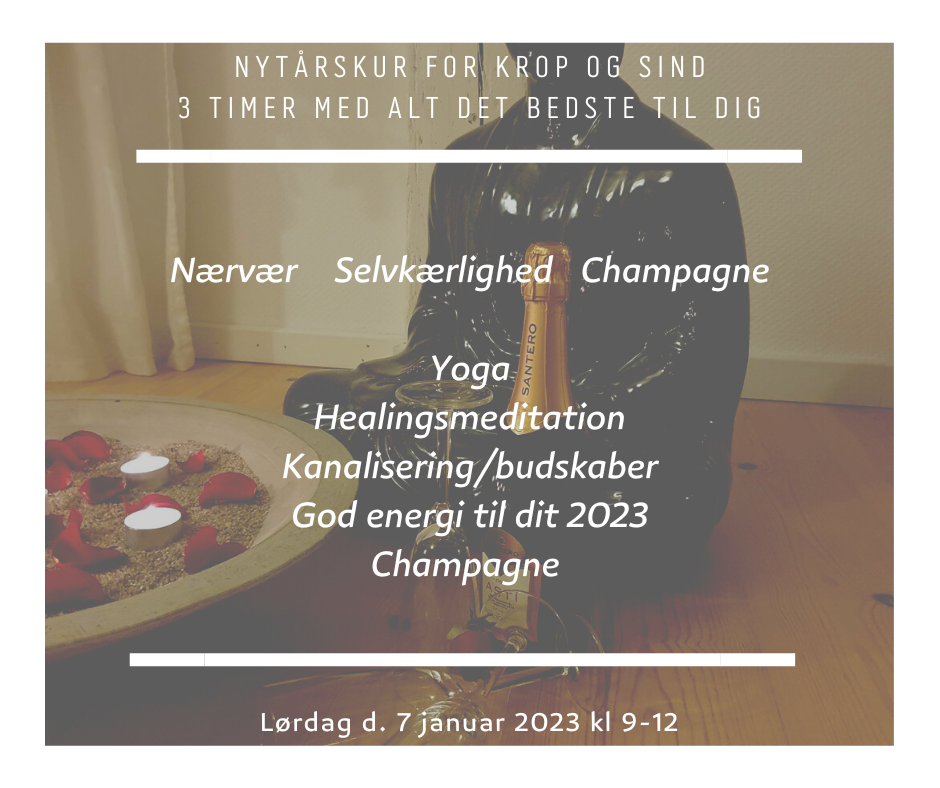 NYTÅRSKUR FOR KROP OG SIND
3 TIMER MED ALT DET BEDSTE TIL DIG
Nærvær Selvkærlighed Champagne
SANTERO
Yoga
Healingsmeditation
Kanalisering/budskaber
God energi til dit 2023
Champagne
ASTI
Lørdag d. 7 januar 2023 kl 9-12